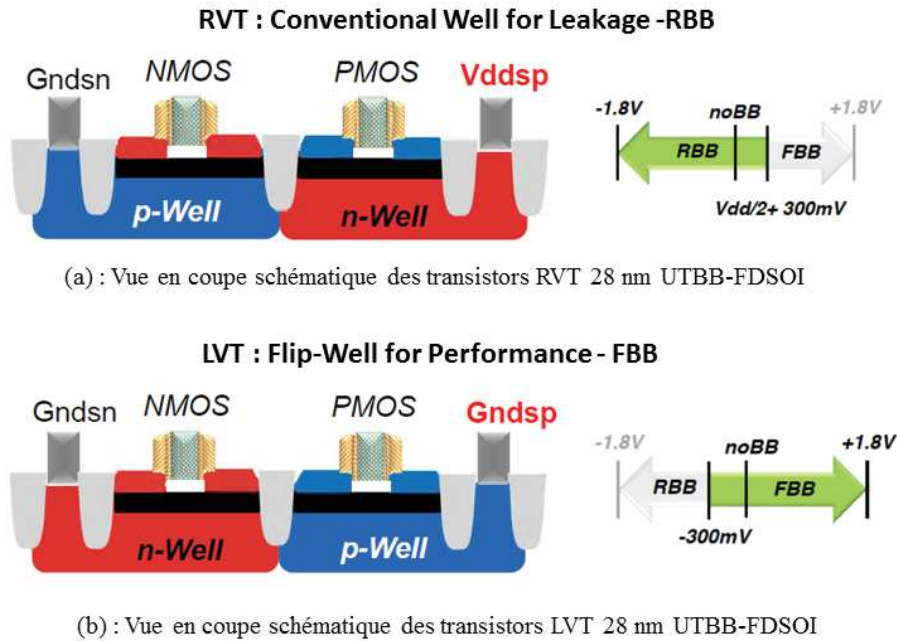 RVT : Conventional Well for Leakage -RBB
Gndsn NMOS PMOS Vddsp
-1.8V noBB +1.8V
RBB FBB
Vdd/2+ 300mV
p-Well n-Well
(a) : Vue en coupe schématique des transistors RVT 28 nm UTBB-FDSOI
LVT : Flip-Well for Performance - FBB
Gndsn NMOS PMOS Gndsp
-1.8V noBB +1.8V
RBB FBB
-300mV
n-Well p-Well
(b) : Vue en coupe schématique des transistors LVT 28 nm UTBB-FDSOI